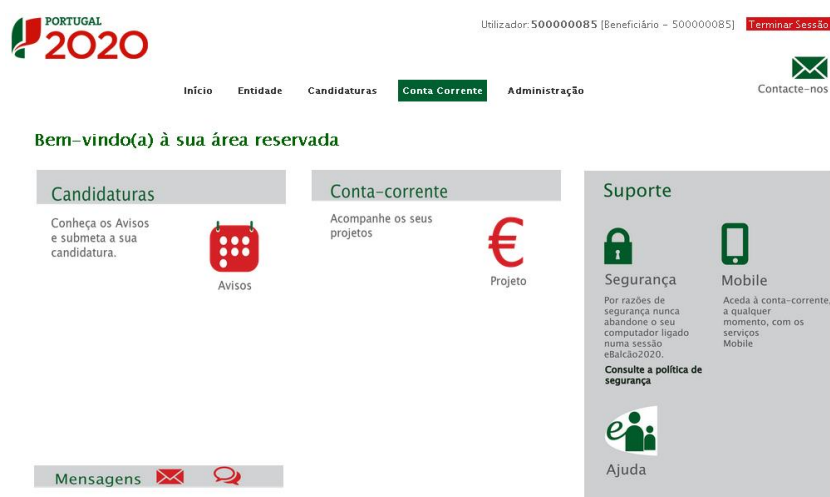 PORTUGAL
2020
Utilizador: 500000085 [Beneficiário - 500000085] Terminar Sessão
Início Entidade Candidaturas Conta Corrente Administração
Contacte-nos
Bem-vindo(a) à sua área reservada
Candidaturas
Conheça os Avisos
e submeta a sua
candidatura.
Avisos
Conta-corrente
Acompanhe os seus
projetos
€
Projeto
Suporte
Segurança
Por razões de
segurança nunca
abandone o seu
computador ligado
numa sessão
eBalcão2020.
Consulte a política de
segurança
Mobile
Aceda à conta-corrente,
a qualquer
momento, com os
serviços
Mobile
e
Ajuda
Mensagens